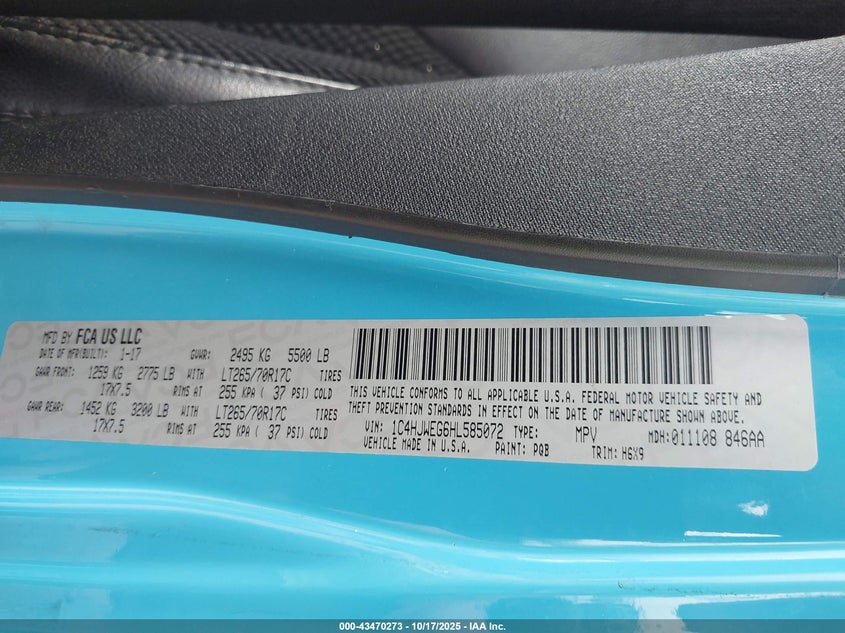 MFD BY FCA US LLC
DATE OF MFR(BUILT): 1-17 GVWR: 2495 KG 5500 LB
GAWR FRONT: 1259 KG 2775 LB WITH LT265/70R17C TIRES
17X7.5 RIMS AT 255 KPA ( 37 PSI) COLD
GAWR REAR: 1452 KG 3200 LB WITH LT265/70R17C TIRES
17X7.5 RIMS AT 255 KPA ( 37 PSI) COLD
THIS VEHICLE CONFORMS TO ALL APPLICABLE U.S.A. FEDERAL MOTOR VEHICLE SAFETY AND
THEFT PREVENTION STANDARDS IN EFFECT ON THE DATE OF MANUFACTURE SHOWN ABOVE.
VIN: 1C4HJWEG6HL585072 TYPE: MPV MDH:011108 846AA
VEHICLE MADE IN U.S.A. PAINT: PQB TRIM: H6X9
000-43470273 - 10/17/2025 - IAA Inc.